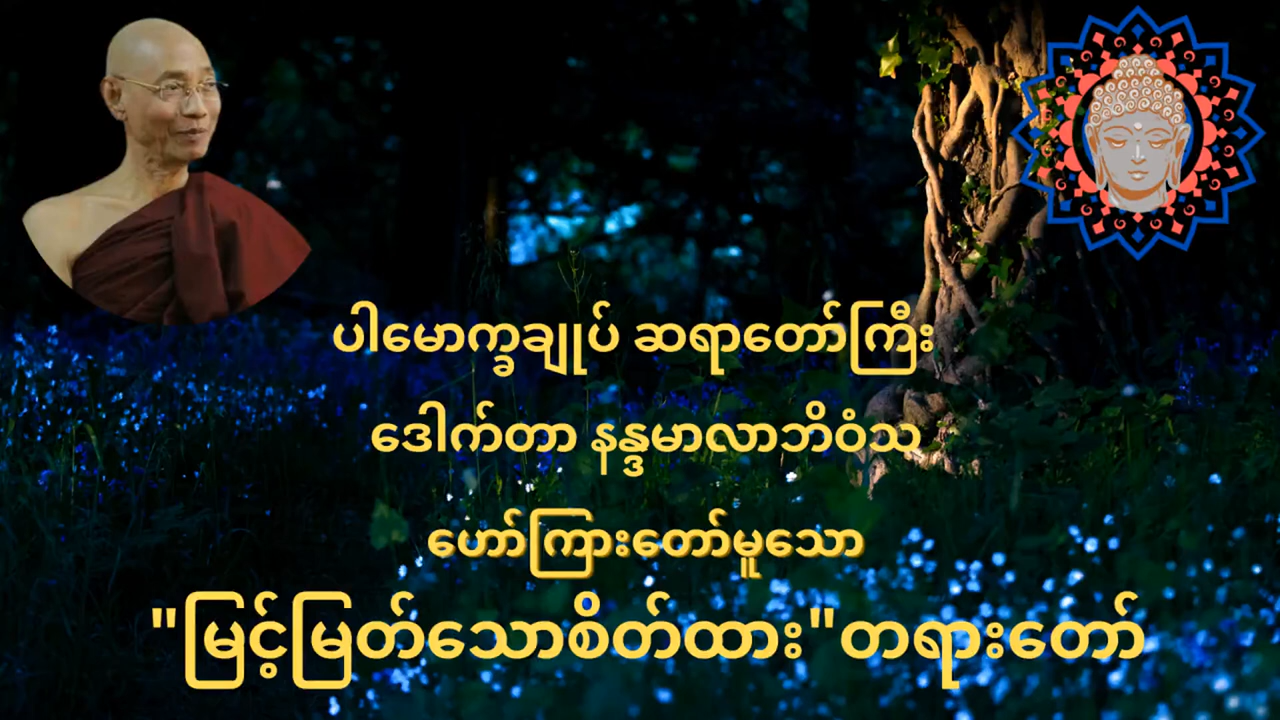 ပါမောက္ခချုပ် ဆရာတော်ကြီး
ဒေါက်တာ နန္ဒမာလာဘိဝံသ
ဟော်ကြားတော်မူသော
"မြင့်မြတ်သောစိတ်ထား"တရားတော်